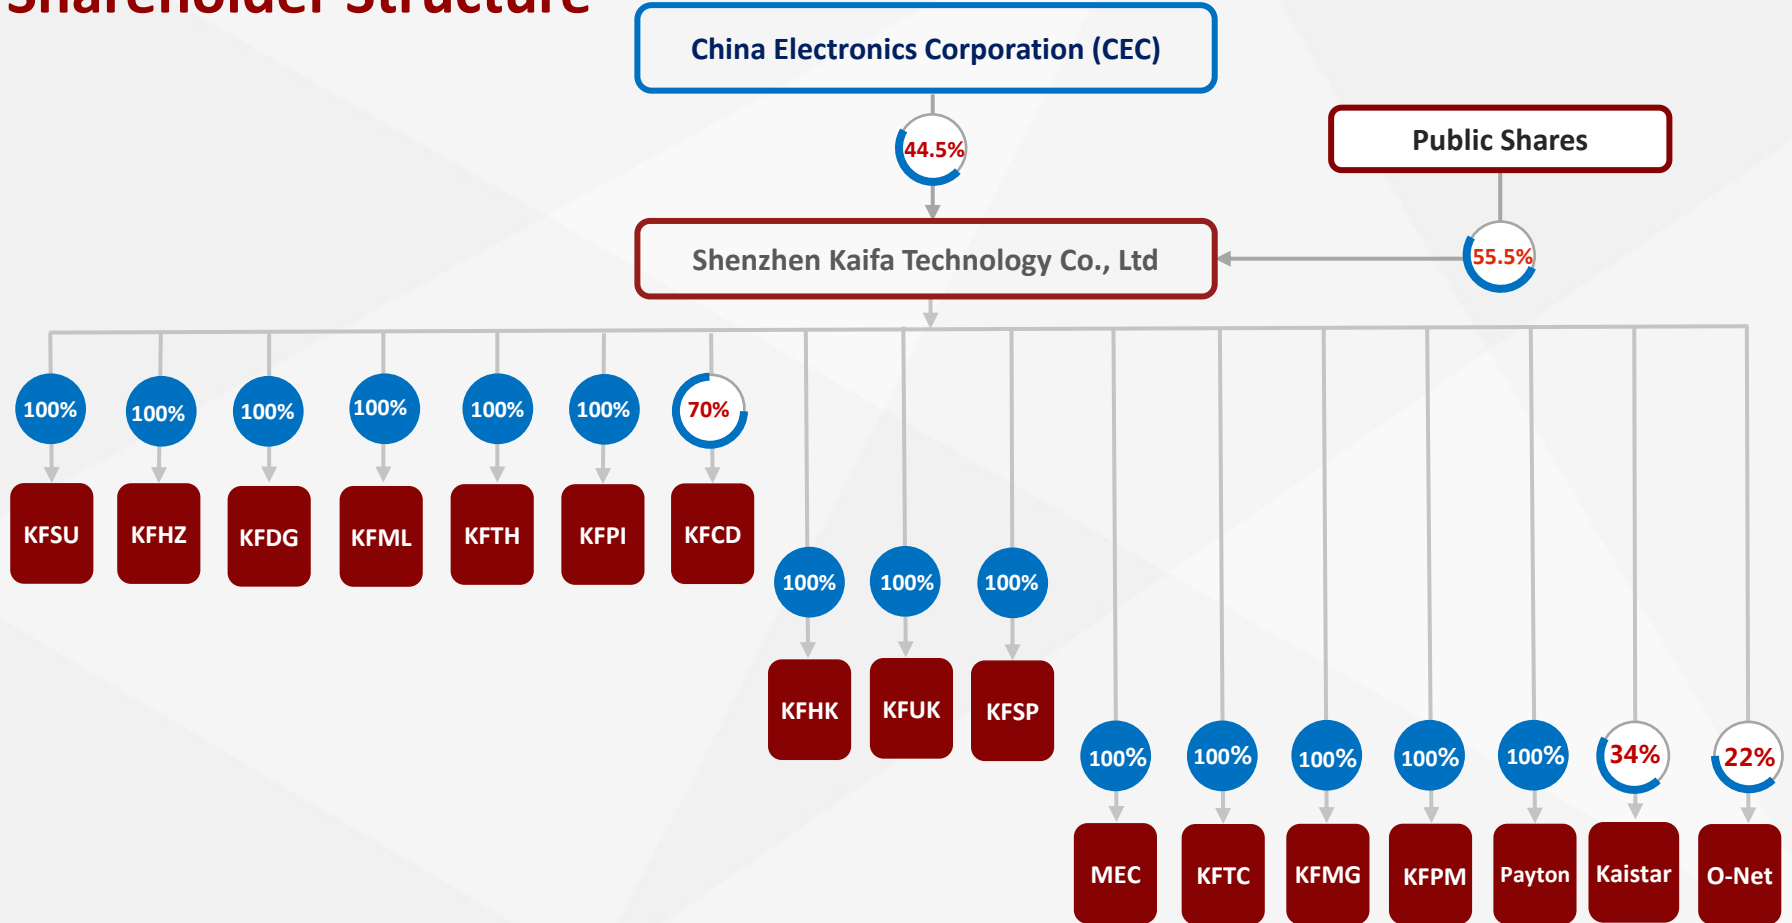 Shareholder Structure
China Electronics Corporation (CEC)
44.5%
Public Shares
Shenzhen Kaifa Technology Co., Ltd
55.5%
100%
100%
100%
100%
100%
100%
70%
KFSU
KFHZ
KFDG
KFML
KFTH
KFPI
KFCD
100%
100%
100%
KFHK
KFUK
KFSP
100%
100%
100%
100%
100%
34%
22%
MEC
KFTC
KFMG
KFPM
Payton
Kaistar
O-Net